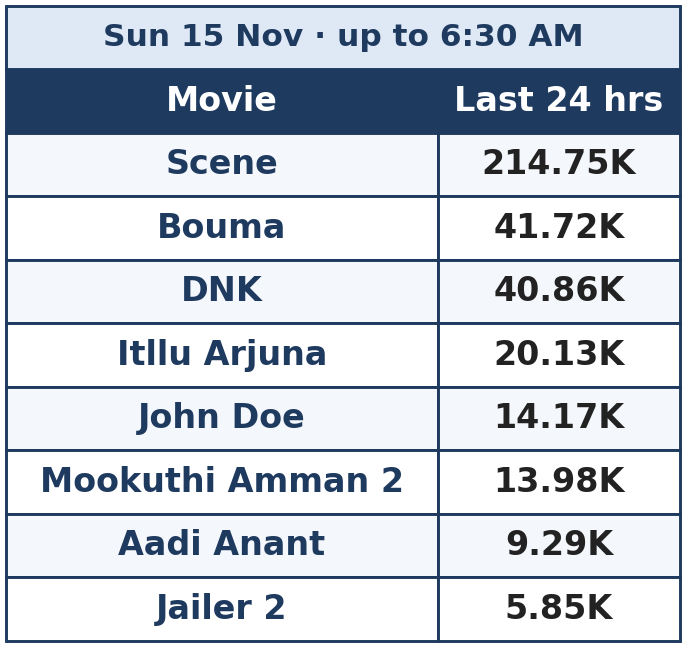 Sun 15 Nov · up to 6:30 AM
Movie Last 24 hrs
Scene 214.75K
Bouma 41.72K
DNK 40.86K
Itllu Arjuna 20.13K
John Doe 14.17K
Mookuthi Amman 2 13.98K
Aadi Anant 9.29K
Jailer 2 5.85K